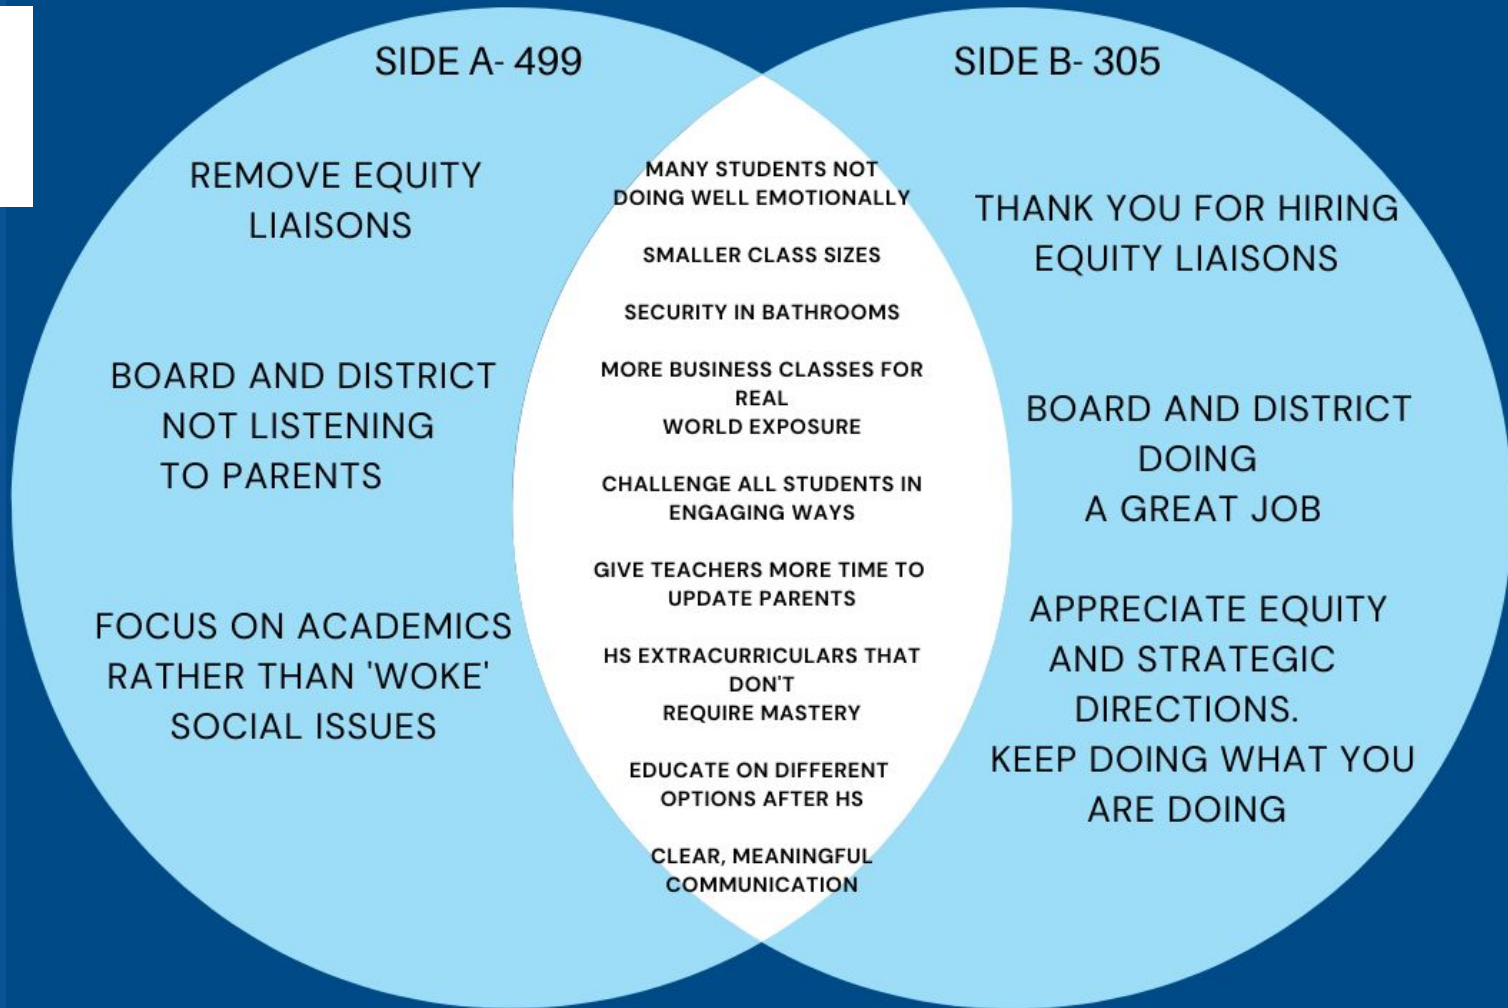 SIDE A- 499
REMOVE EQUITY
LIAISONS
BOARD AND DISTRICT
NOT LISTENING
TO PARENTS
FOCUS ON ACADEMICS
RATHER THAN 'WOKE'
SOCIAL ISSUES
MANY STUDENTS NOT
DOING WELL EMOTIONALLY
SMALLER CLASS SIZES
SECURITY IN BATHROOMS
MORE BUSINESS CLASSES FOR
REAL
WORLD EXPOSURE
CHALLENGE ALL STUDENTS IN
ENGAGING WAYS
GIVE TEACHERS MORE TIME TO
UPDATE PARENTS
HS EXTRACURRICULARS THAT
DON'T
REQUIRE MASTERY
EDUCATE ON DIFFERENT
OPTIONS AFTER HS
CLEAR, MEANINGFUL
COMMUNICATION
SIDE B- 305
THANK YOU FOR HIRING
EQUITY LIAISONS
BOARD AND DISTRICT
DOING
A GREAT JOB
APPRECIATE EQUITY
AND STRATEGIC
DIRECTIONS.
KEEP DOING WHAT YOU
ARE DOING